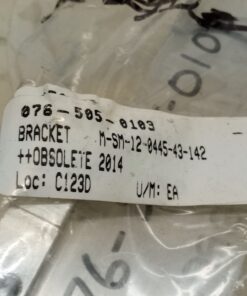 076-505-0103
BRACKET M-SM-12-0445-43-142
++OBSOLETE 2014
Loc: C123D U/M: EA